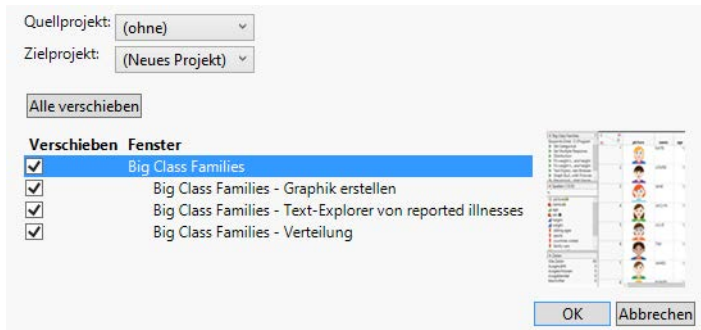 Quellprojekt: (ohne)
Zielprojekt: (Neues Projekt)
Alle verschieben
Verschieben Fenster
Big Class Families
Big Class Families - Graphik erstellen
Big Class Families - Text-Explorer von reported illnesses
Big Class Families - Verteilung
OK Abbrechen